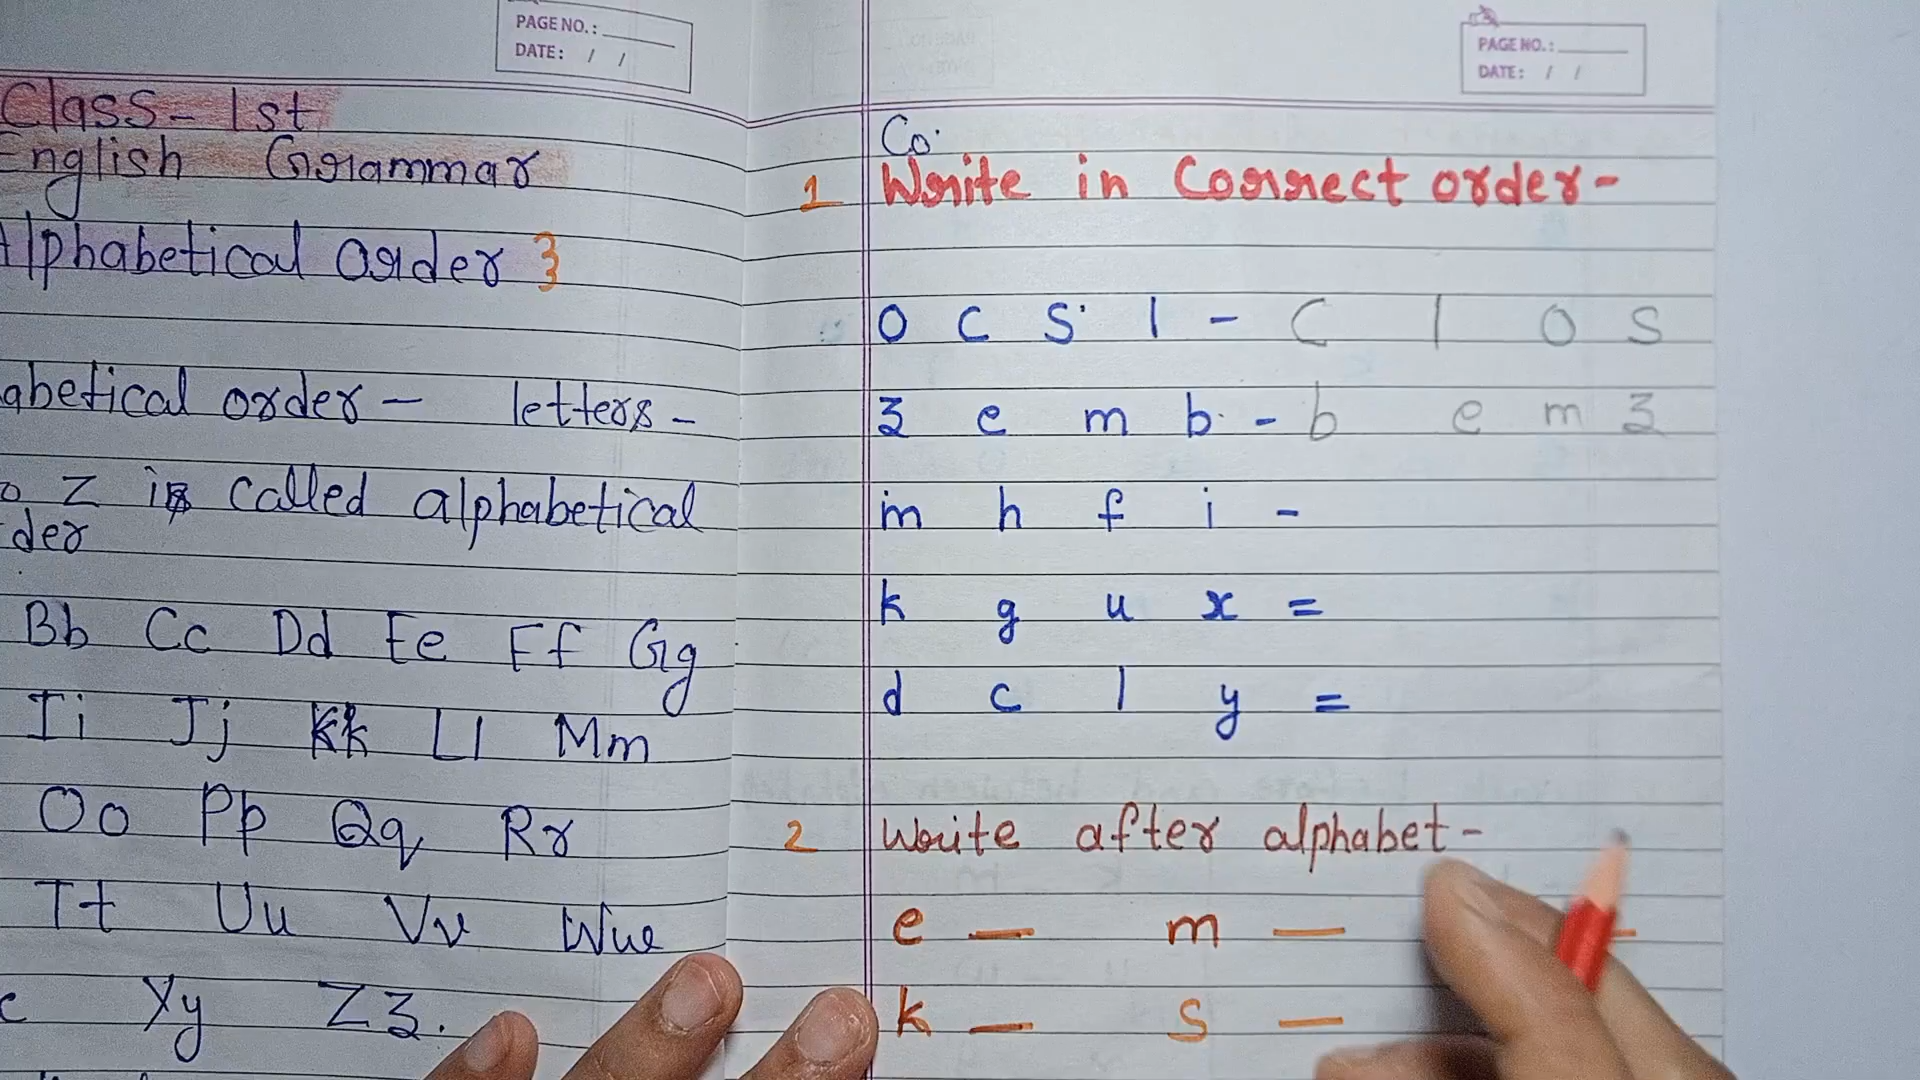 PAGE NO. :
DATE: / /
Class - 1st
English Grammar
Alphabetical Order 3
abetical order - letters -
o Z is called alphabetical
der
Bb Cc Dd Ee Ff Gg
Ii Jj Kk Ll Mm
Oo Pp Qq Rr
Tt Uu Vv Ww
Yy Zz.
PAGE NO. :
DATE: / /
Co
1 Write in Correct order -
o c s l - c l o s
z e m b - b e m z
m h f i -
k g u x =
d c l y =
2 Write after alphabet -
e _ m _
k _ s _